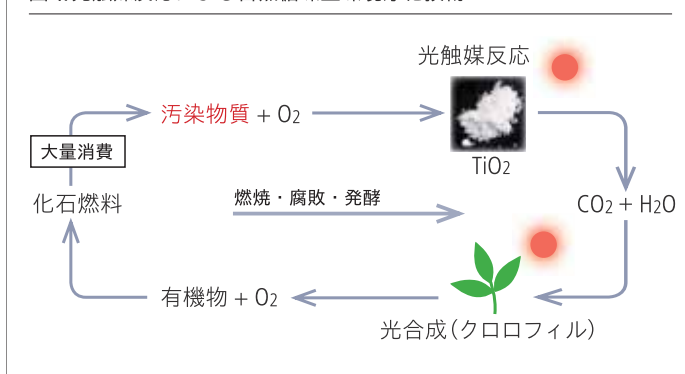 光触媒反応
汚染物質 + O2
TiO2
大量消費
化石燃料
燃焼・腐敗・発酵
CO2 + H2O
有機物 + O2
光合成(クロロフィル)